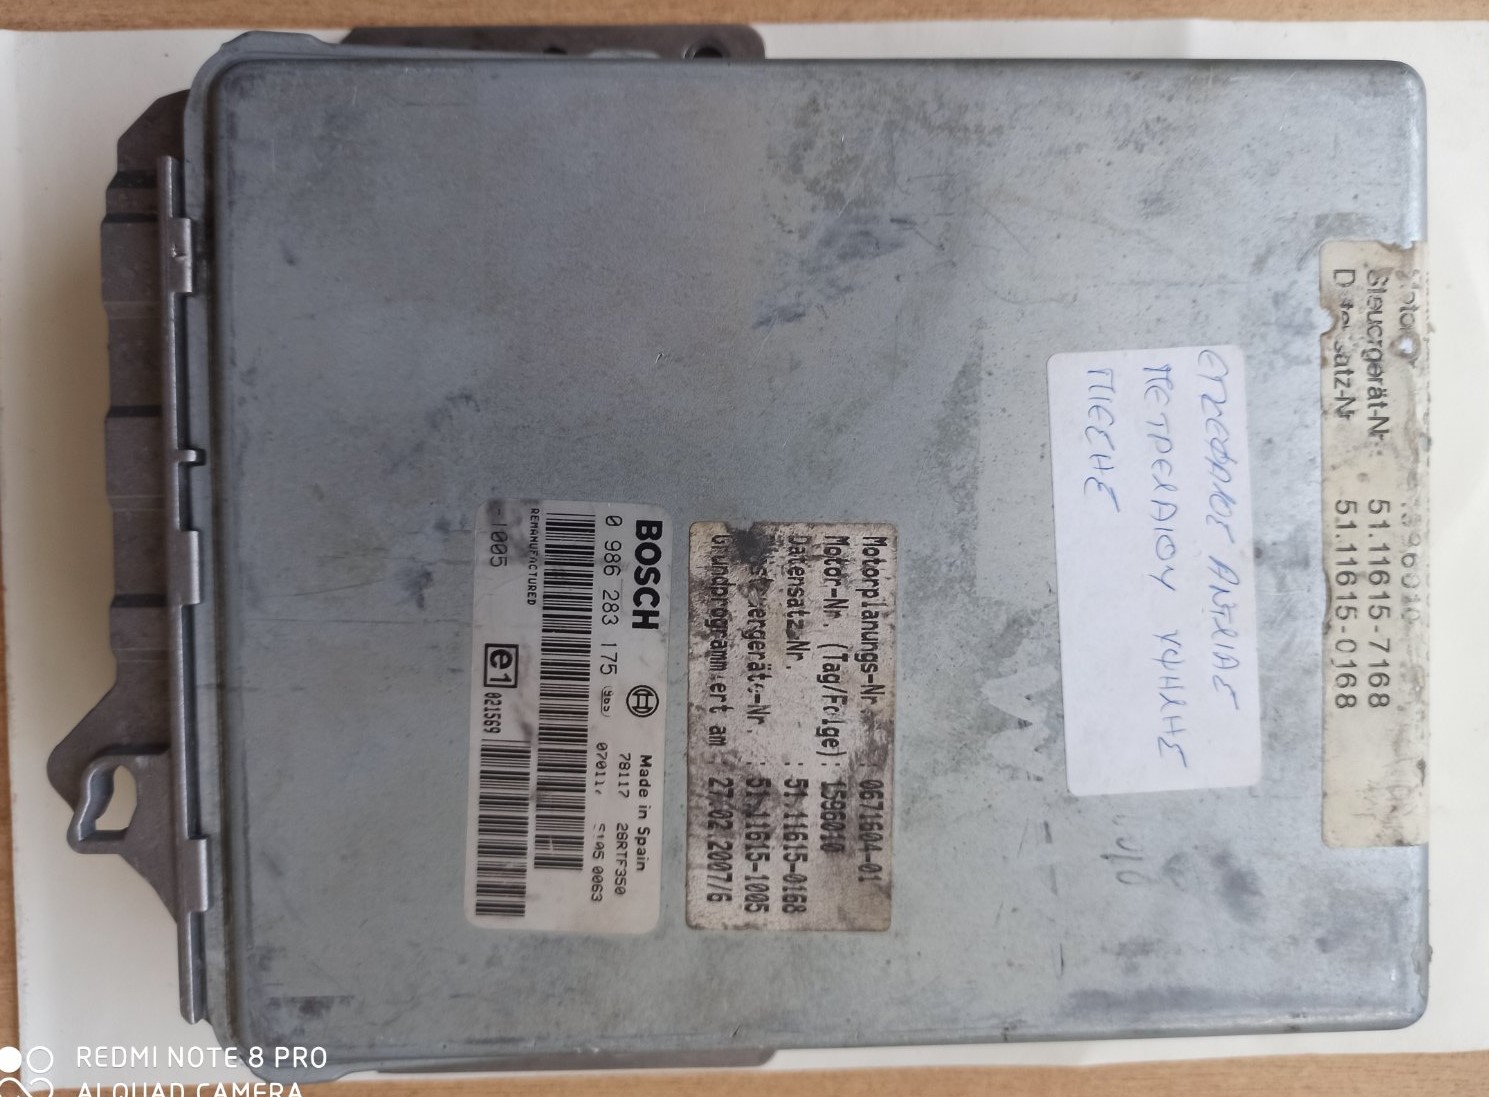 Steuergerät-Nr.: 51.11615-7168
51.11615-0168
ΕΓΚΕΦΑΛΟΣ ΑΝΤΛΙΑΣ
ΠΕΤΡΕΛΑΙΟΥ ΥΨΗΛΗΣ
ΠΙΕΣΗΣ
Motorplanungs-Nr : 0671604-01
Motor-Nr. (Tag/Folge): 1596010
Datensatz-Nr. : 51.11615-0168
: 51.11615-1005
Grundprogrammiert am : 27/02 2007/6
BOSCH
Made in Spain
0 986 283 175
78117 28RTF350
S105 0063
REMANUFACTURED
-1005
e1 021569
REDMI NOTE 8 PRO
AI QUAD CAMERA